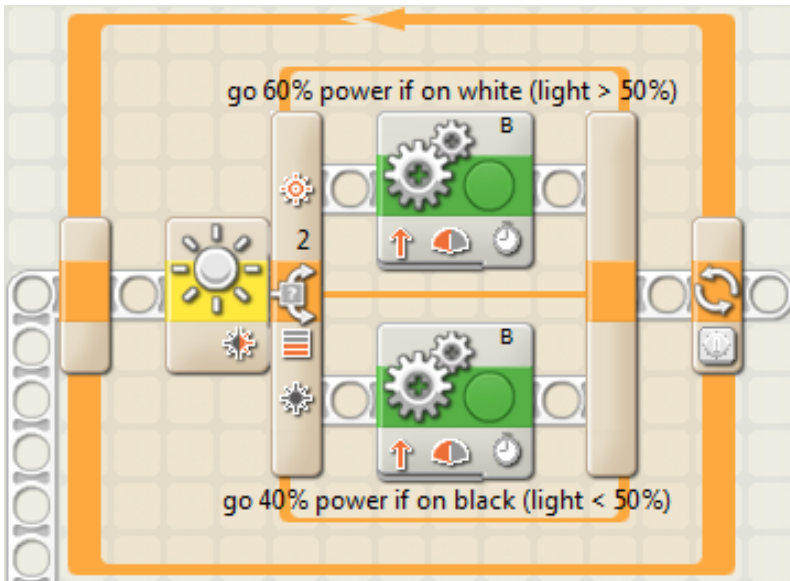 go 60% power if on white (light > 50%)
B
2
B
go 40% power if on black (light < 50%)